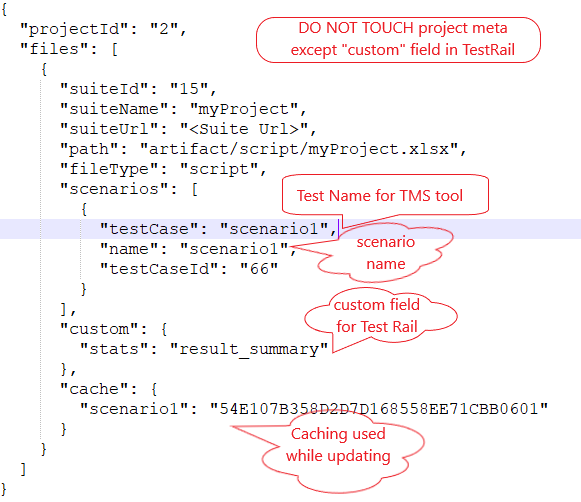 {
"projectId": "2",
DO NOT TOUCH project meta
except "custom" field in TestRail
"files": [
{
"suiteId": "15",
"suiteName": "myProject",
"suiteUrl": "<Suite Url>",
"path": "artifact/script/myProject.xlsx",
"fileType": "script",
"scenarios": [
{
Test Name for TMS tool
"testCase": "scenario1",
"name": "scenario1",
scenario
name
"testCaseId": "66"
}
],
"custom": {
custom field
for Test Rail
"stats": "result_summary"
},
"cache": {
"scenario1": "54E107B358D2D7D168558EE71CBB0601"
}
Caching used
while updating
}
]
}